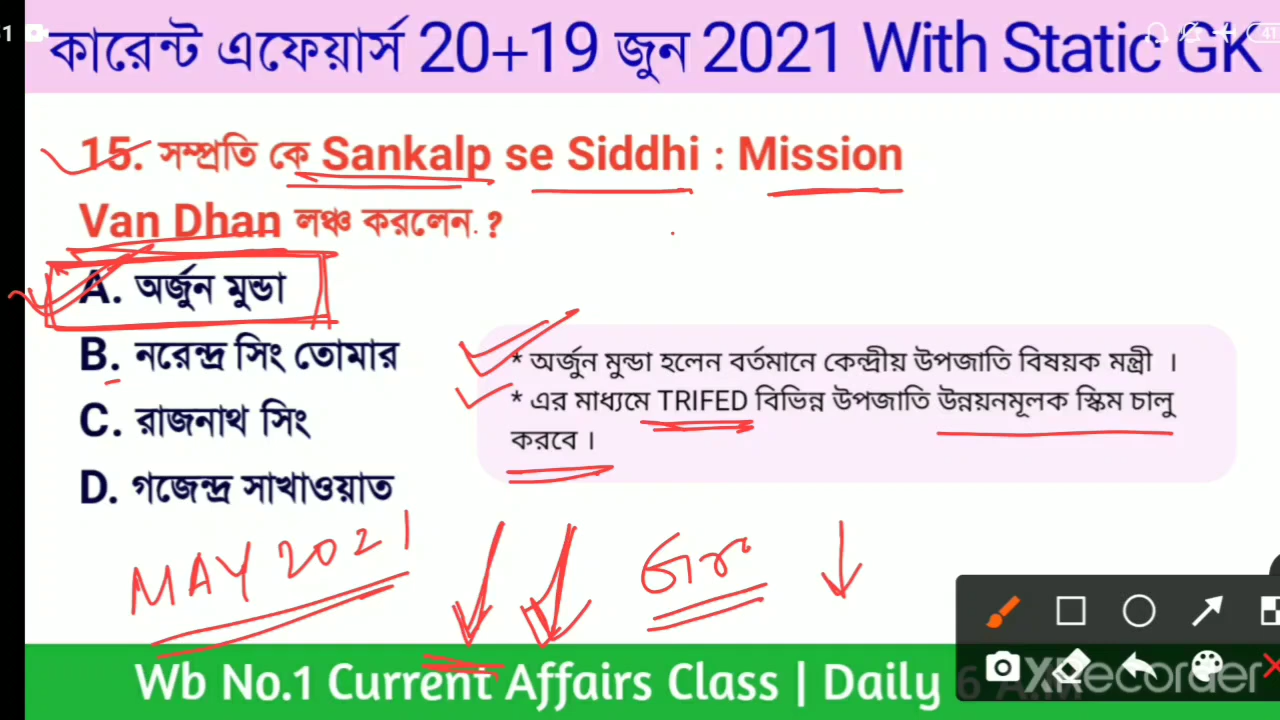 কারেন্ট এফেয়ার্স 20+19 জুন 2021 With Static GK
15. সম্প্রতি কে Sankalp se Siddhi : Mission
Van Dhan লঞ্চ করলেন ?
A. অর্জুন মুন্ডা
B. নরেন্দ্র সিং তোমার
C. রাজনাথ সিং
D. গজেন্দ্র সাখাওয়াত
* অর্জুন মুন্ডা হলেন বর্তমানে কেন্দ্রীয় উপজাতি বিষয়ক মন্ত্রী ।
* এর মাধ্যমে TRIFED বিভিন্ন উপজাতি উন্নয়নমূলক স্কিম চালু
করবে ।
MAY 2021
Wb No.1 Current Affairs Class | Daily 6
XRecorder